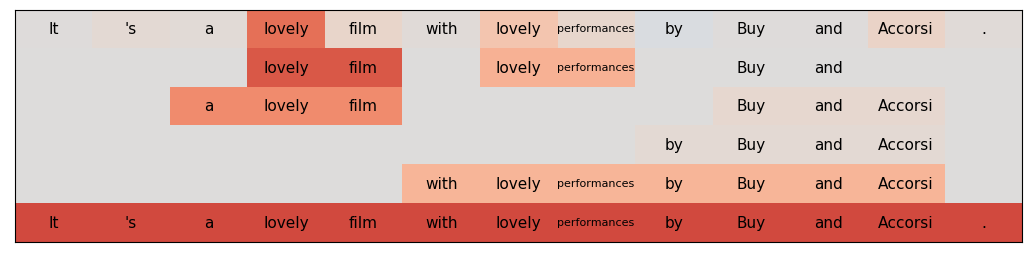 It 's a lovely film with lovely performances by Buy and Accorsi .
lovely film lovely performances Buy and
a lovely film Buy and Accorsi
by Buy and Accorsi
with lovely performances by Buy and Accorsi
It 's a lovely film with lovely performances by Buy and Accorsi .